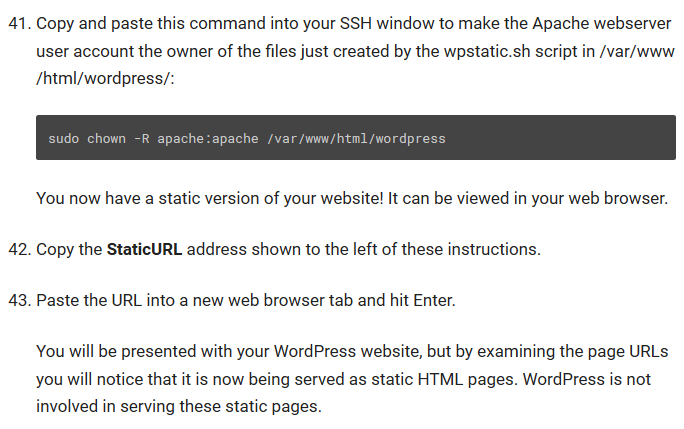 41. Copy and paste this command into your SSH window to make the Apache webserver
user account the owner of the files just created by the wpstatic.sh script in /var/www
/html/wordpress/:
sudo chown -R apache:apache /var/www/html/wordpress
You now have a static version of your website! It can be viewed in your web browser.
42. Copy the StaticURL address shown to the left of these instructions.
43. Paste the URL into a new web browser tab and hit Enter.
You will be presented with your WordPress website, but by examining the page URLs
you will notice that it is now being served as static HTML pages. WordPress is not
involved in serving these static pages.